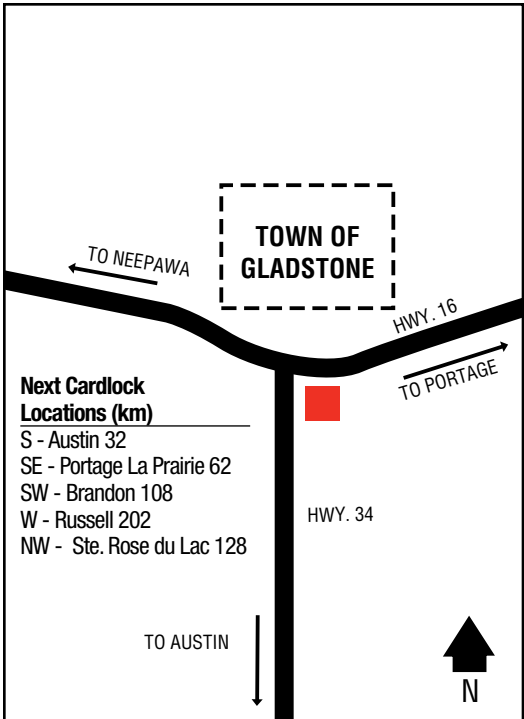 TOWN OF
GLADSTONE
TO NEEPAWA
HWY. 16
TO PORTAGE
Next Cardlock
Locations (km)
S - Austin 32
SE - Portage La Prairie 62
SW - Brandon 108
W - Russell 202
NW - Ste. Rose du Lac 128
HWY. 34
TO AUSTIN
N